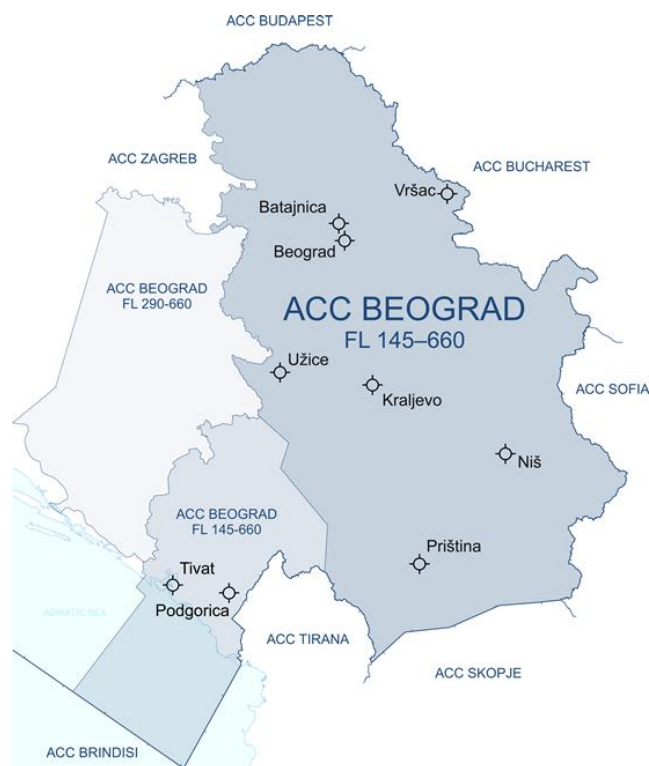 ACC BUDAPEST
ACC ZAGREB
ACC BUCHAREST
Vršac
Batajnica
Beograd
ACC BEOGRAD
FL 290-660
ACC BEOGRAD
FL 145–660
Užice
ACC SOFIA
Kraljevo
Niš
ACC BEOGRAD
FL 145-660
Priština
Tivat
Podgorica
ADRIATIC SEA
ACC TIRANA
ACC SKOPJE
ACC BRINDISI